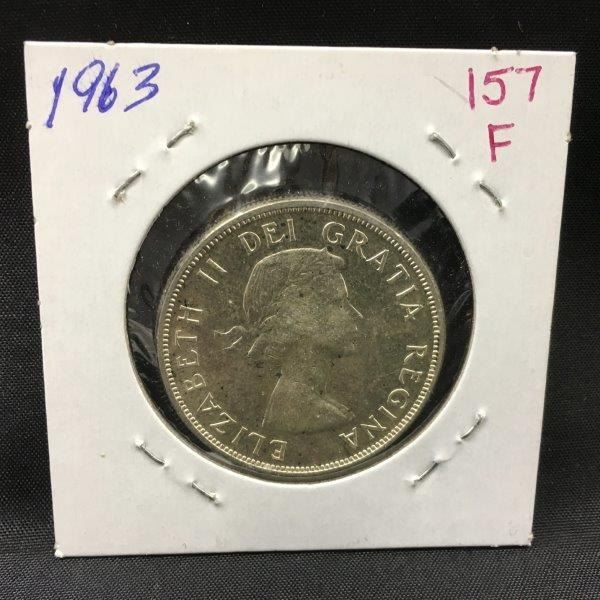 1963
157
F
ELIZABETH II DEI GRATIA REGINA